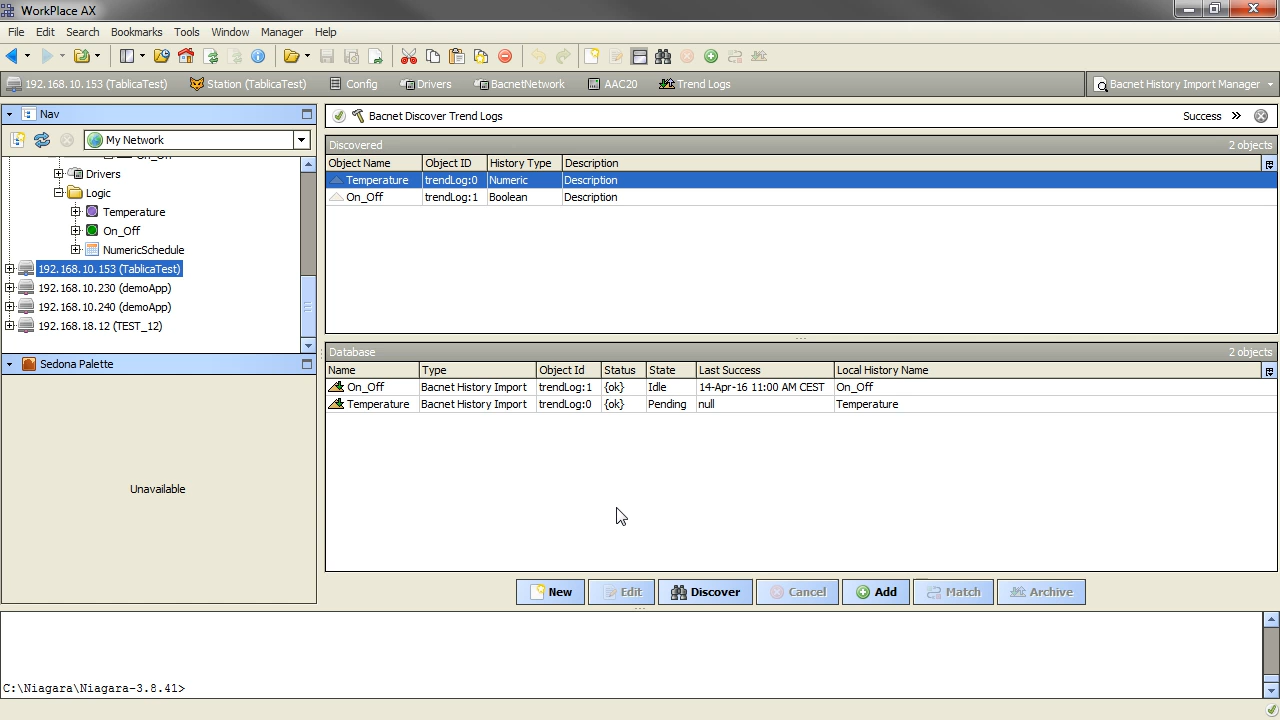 WorkPlace AX
File Edit Search Bookmarks Tools Window Manager Help
192.168.10.153 (TablicaTest) Station (TablicaTest) Config Drivers BacnetNetwork AAC20 Trend Logs Bacnet History Import Manager
Nav
My Network
On_Off
Drivers
Logic
Temperature
On_Off
NumericSchedule
192.168.10.153 (TablicaTest)
192.168.10.230 (demoApp)
192.168.10.240 (demoApp)
192.168.18.12 (TEST_12)
Sedona Palette
Unavailable
Bacnet Discover Trend Logs Success »
Discovered 2 objects
Object Name Object ID History Type Description
Temperature trendLog:0 Numeric Description
On_Off trendLog:1 Boolean Description
Database 2 objects
Name Type Object Id Status State Last Success Local History Name
On_Off Bacnet History Import trendLog:1 {ok} Idle 14-Apr-16 11:00 AM CEST On_Off
Temperature Bacnet History Import trendLog:0 {ok} Pending null Temperature
New Edit Discover Cancel Add Match Archive
C:\Niagara\Niagara-3.8.41>